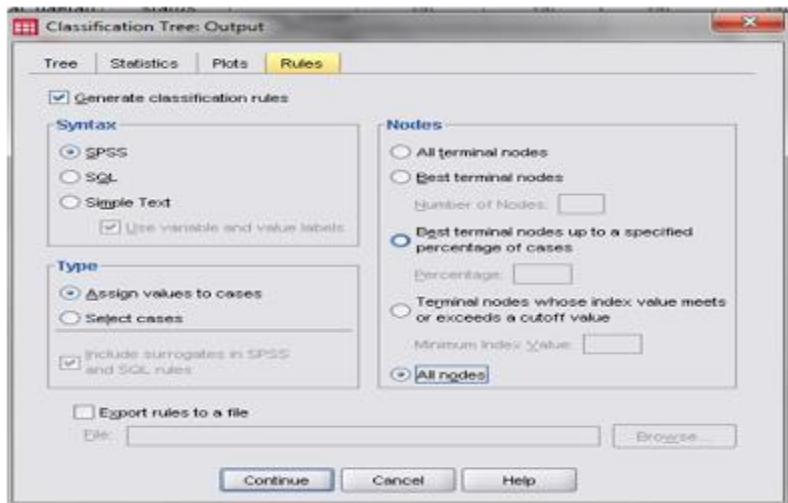 Classification Tree: Output
Tree
Statistics
Plots
Rules
Generate classification rules
Syntax
SPSS
SQL
Simple Text
Use variable and value labels
Type
Assign values to cases
Select cases
Include surrogates in SPSS
and SQL rules
Nodes
All terminal nodes
Best terminal nodes
Number of Nodes:
Best terminal nodes up to a specified
percentage of cases
Percentage:
Terminal nodes whose index value meets
or exceeds a cutoff value
Minimum Index Value:
All nodes
Export rules to a file
File:
Browse...
Continue
Cancel
Help